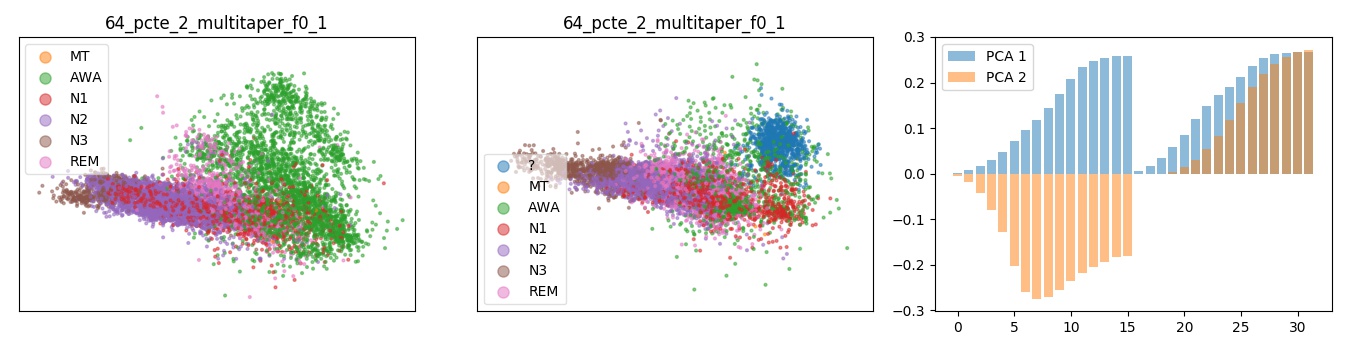 64_pcte_2_multitaper_f0_1
MT
AWA
N1
N2
N3
REM
64_pcte_2_multitaper_f0_1
?
MT
AWA
N1
N2
N3
REM
PCA 1
PCA 2
0.3
0.2
0.1
0.0
−0.1
−0.2
−0.3
0 5 10 15 20 25 30